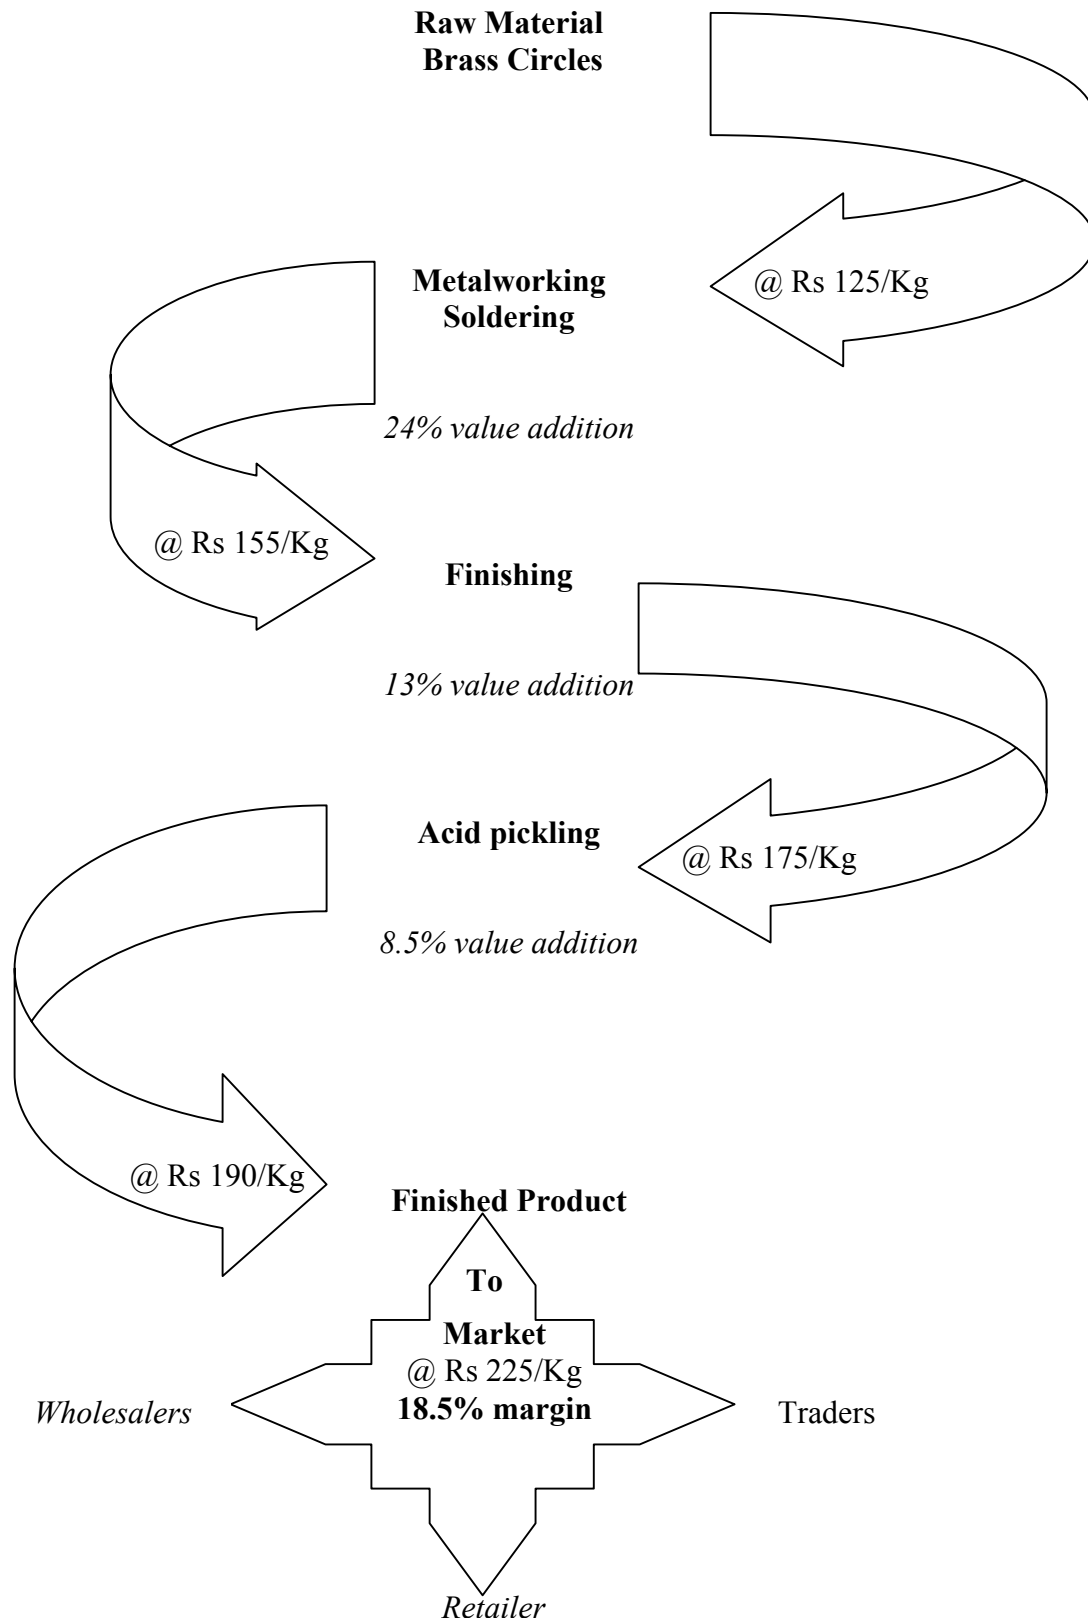 Raw Material
Brass Circles
@ Rs 125/Kg
Metalworking
Soldering
24% value addition
@ Rs 155/Kg
Finishing
13% value addition
@ Rs 175/Kg
Acid pickling
8.5% value addition
@ Rs 190/Kg
Finished Product
To
Market
@ Rs 225/Kg
18.5% margin
Wholesalers
Traders
Retailer